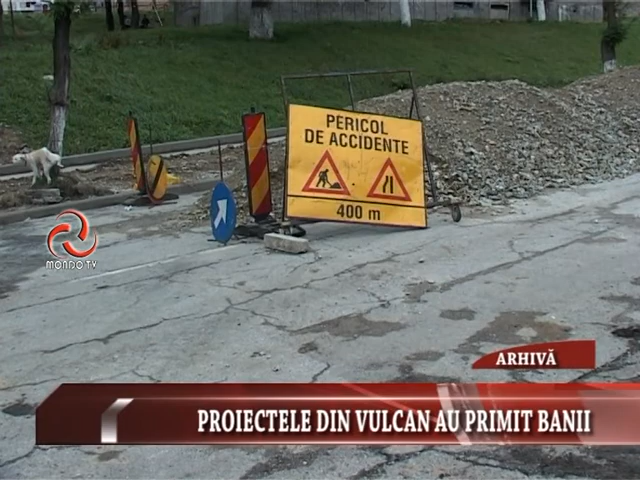 PERICOL
DE ACCIDENTE
400 m
MONDO TV
ARHIVĂ
PROIECTELE DIN VULCAN AU PRIMIT BANII